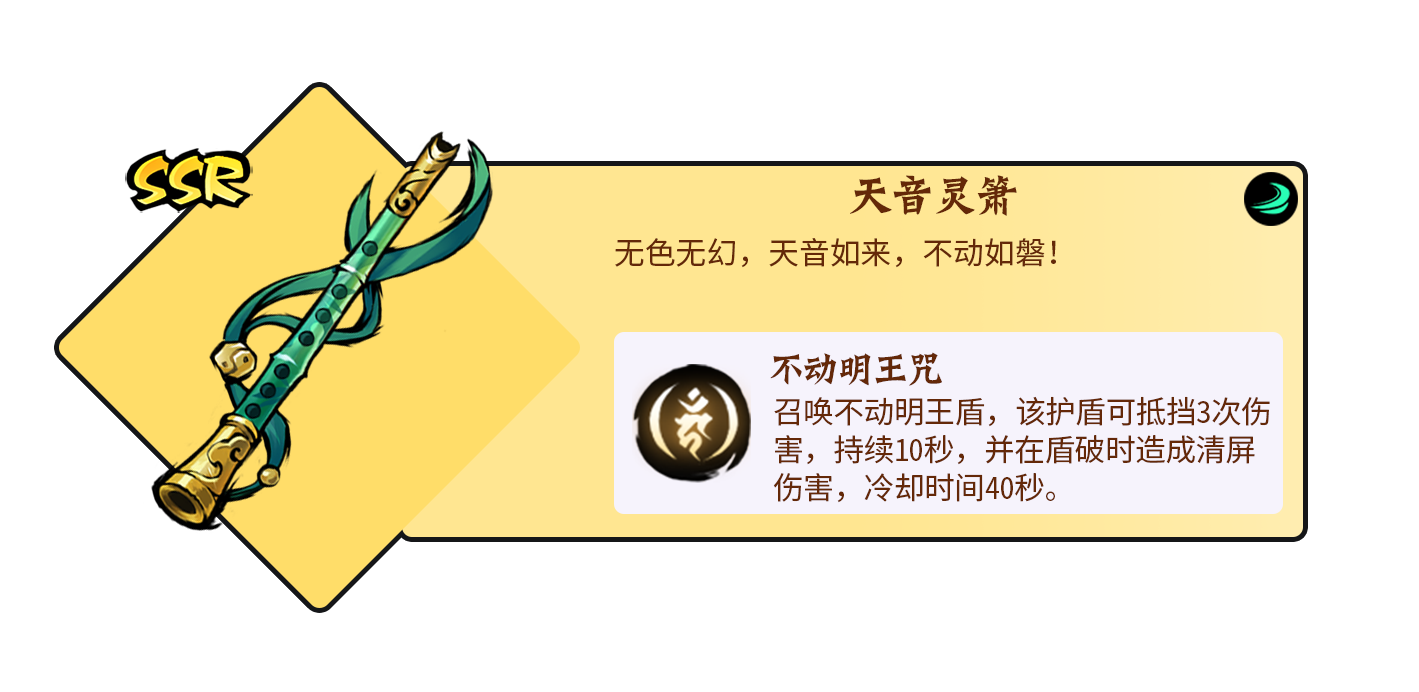 SSR
天音灵箫
无色无幻，天音如来，不动如磐！
不动明王咒
召唤不动明王盾，该护盾可抵挡3次伤
害，持续10秒，并在盾破时造成清屏
伤害，冷却时间40秒。